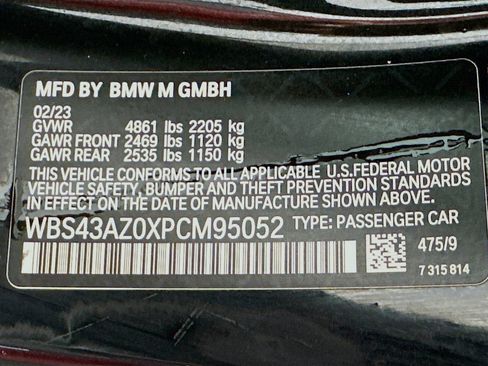 MFD BY BMW M GMBH
02/23
GVWR 4861 lbs 2205 kg
GAWR FRONT 2469 lbs 1120 kg
GAWR REAR 2535 lbs 1150 kg
THIS VEHICLE CONFORMS TO ALL APPLICABLE U.S.FEDERAL MOTOR
VEHICLE SAFETY, BUMPER AND THEFT PREVENTION STANDARDS
IN EFFECT ON THE DATE OF MANUFACTURE SHOWN ABOVE.
WBS43AZ0XPCM95052 TYPE: PASSENGER CAR
475/9
7 315 814